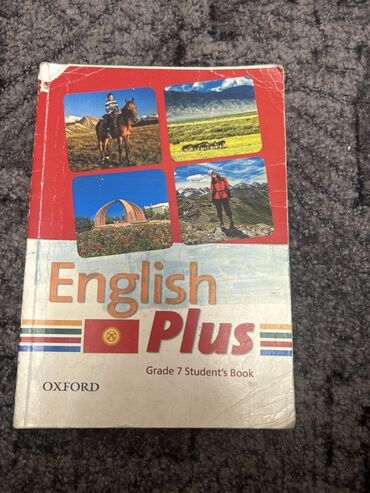 English
Plus
Grade 7 Student's Book
OXFORD